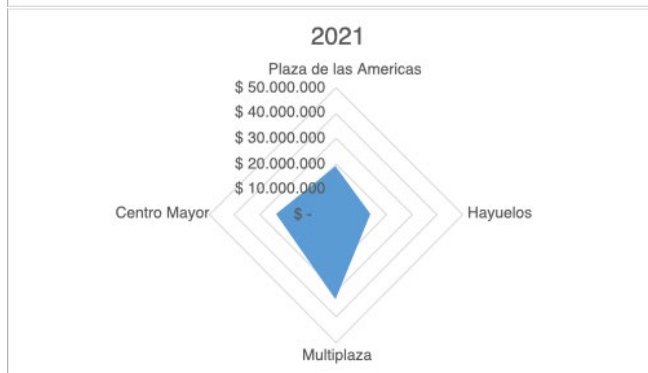 2021
Plaza de las Americas
$ 50.000.000
$ 40.000.000
$ 30.000.000
$ 20.000.000
$ 10.000.000
Centro Mayor
$ -
Hayuelos
Multiplaza